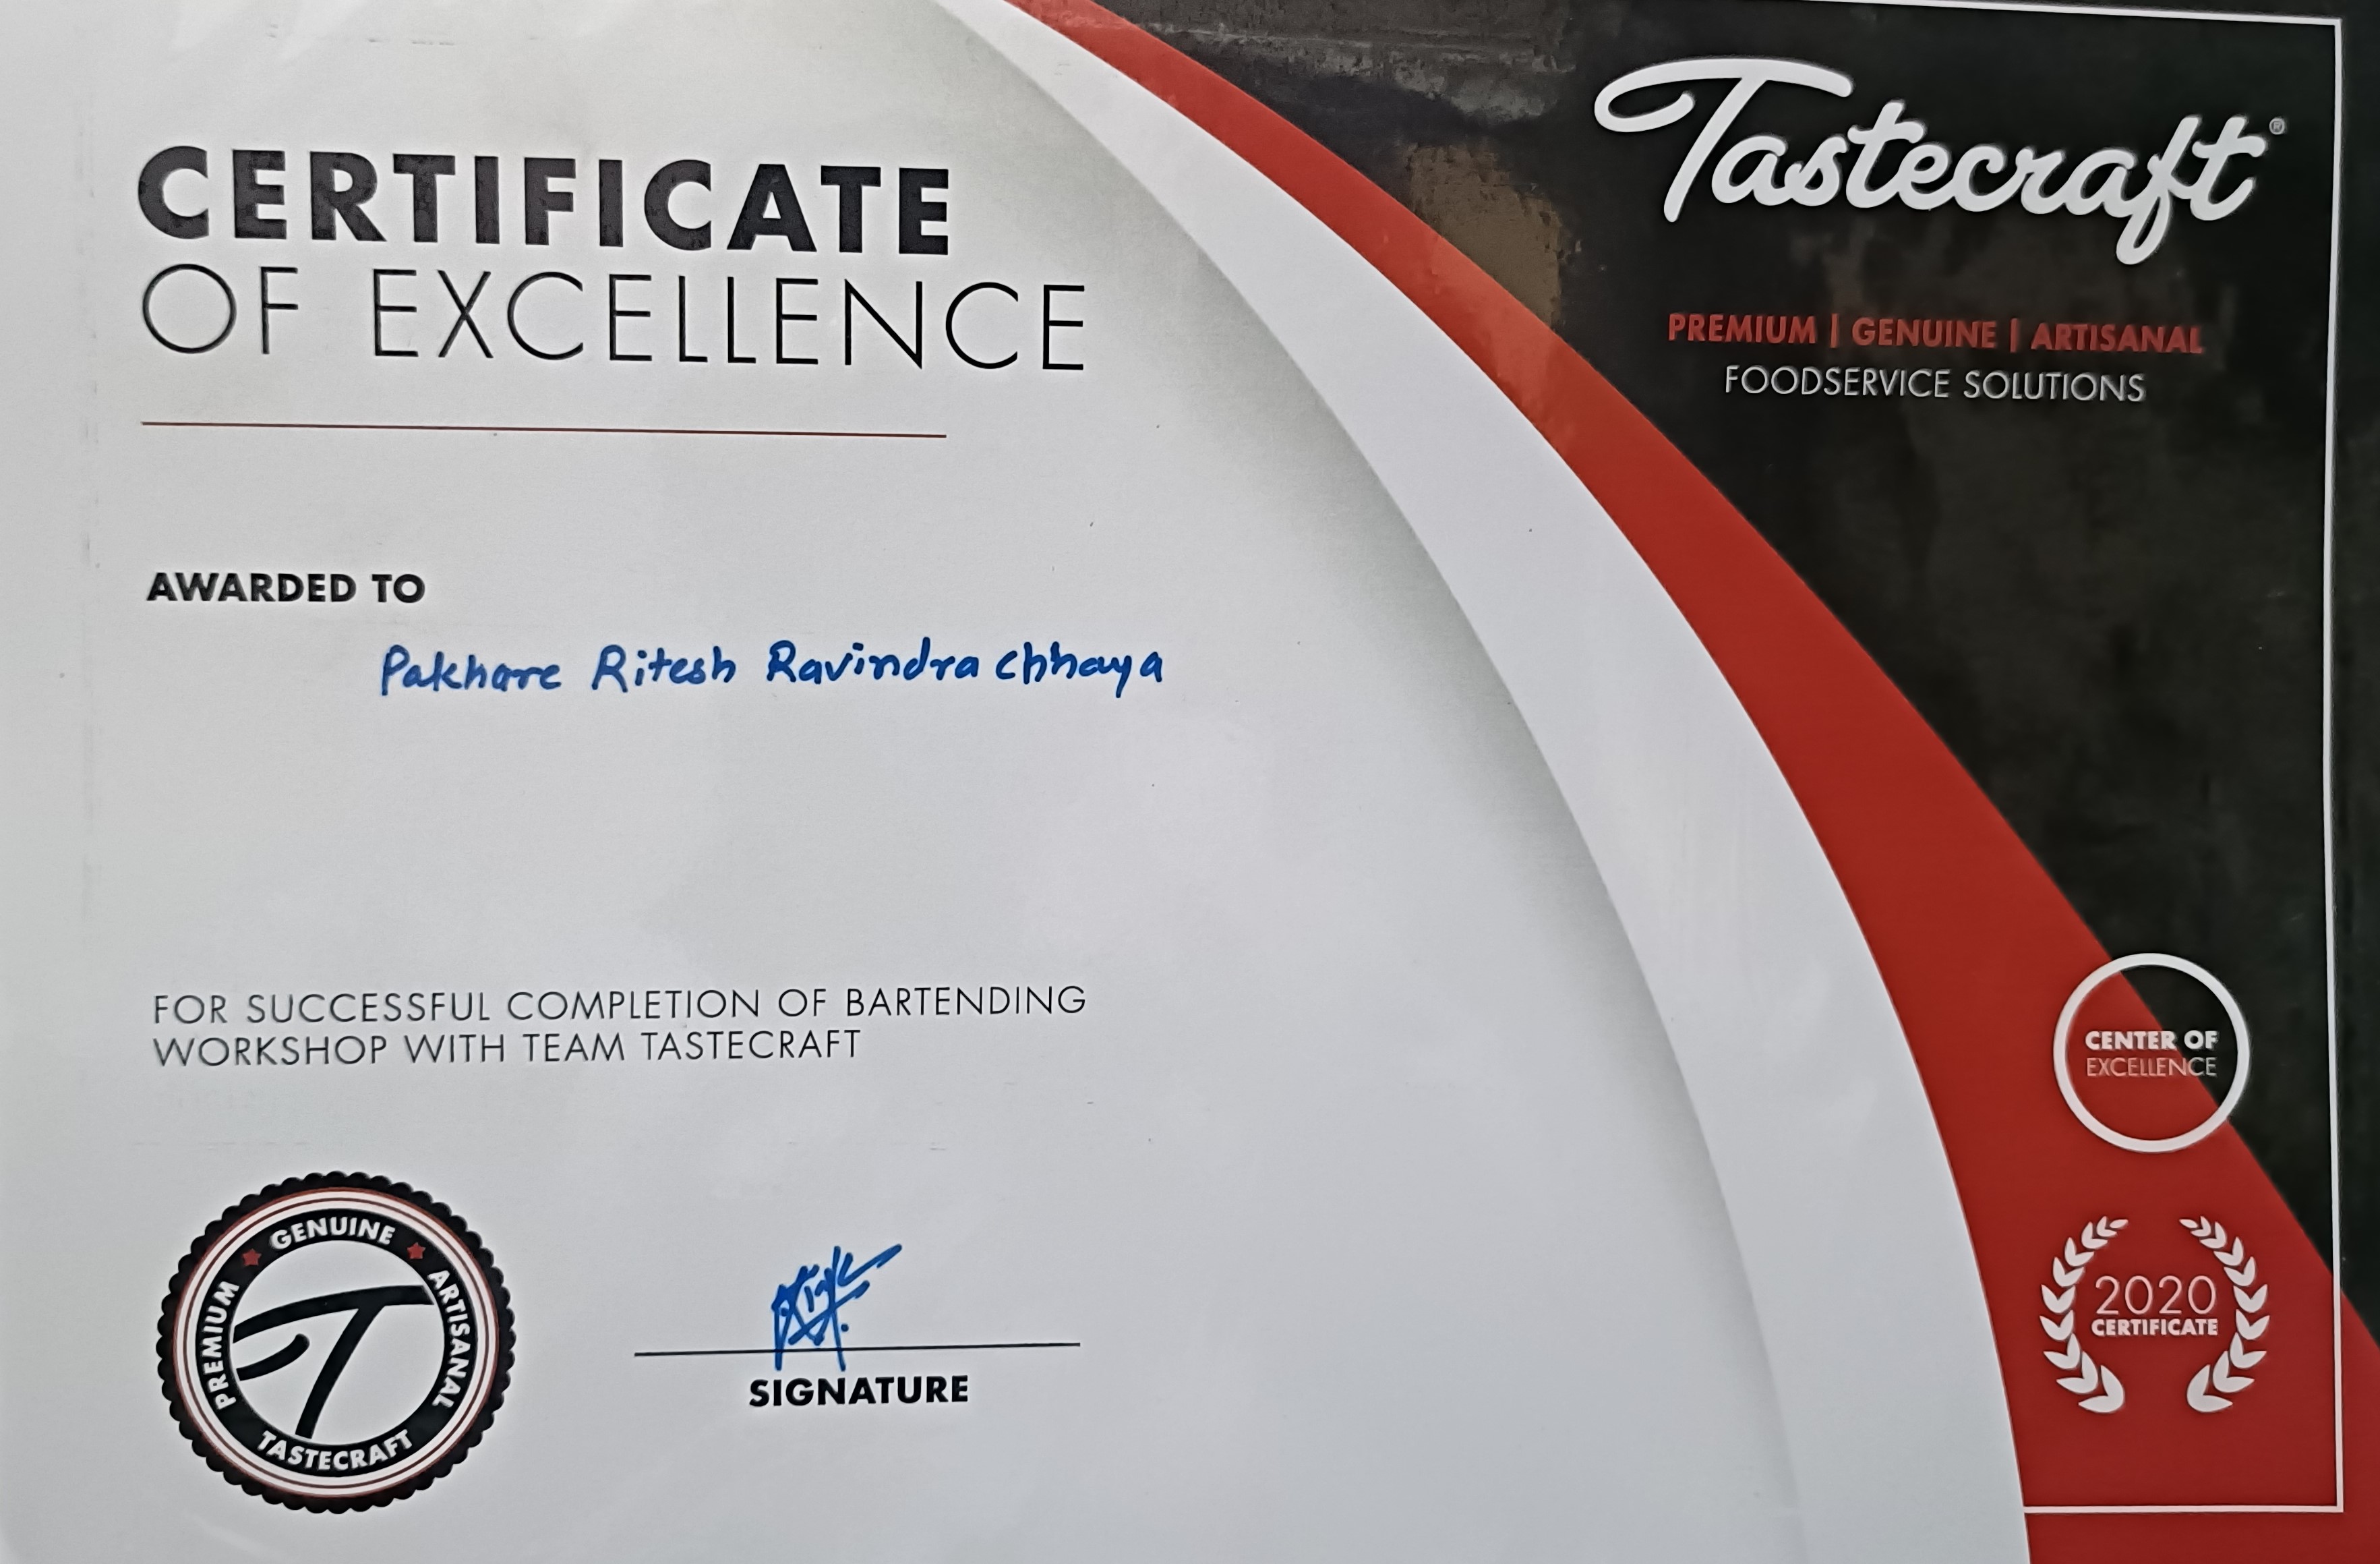 CERTIFICATE
OF EXCELLENCE
AWARDED TO
Pakhare Ritesh Ravindra Chhaya
FOR SUCCESSFUL COMPLETION OF BARTENDING
WORKSHOP WITH TEAM TASTECRAFT
PREMIUM ★ GENUINE ★ ARTISANAL
TASTECRAFT
SIGNATURE
Tastecraft®
PREMIUM | GENUINE | ARTISANAL
FOODSERVICE SOLUTIONS
CENTER OF
EXCELLENCE
2020
CERTIFICATE